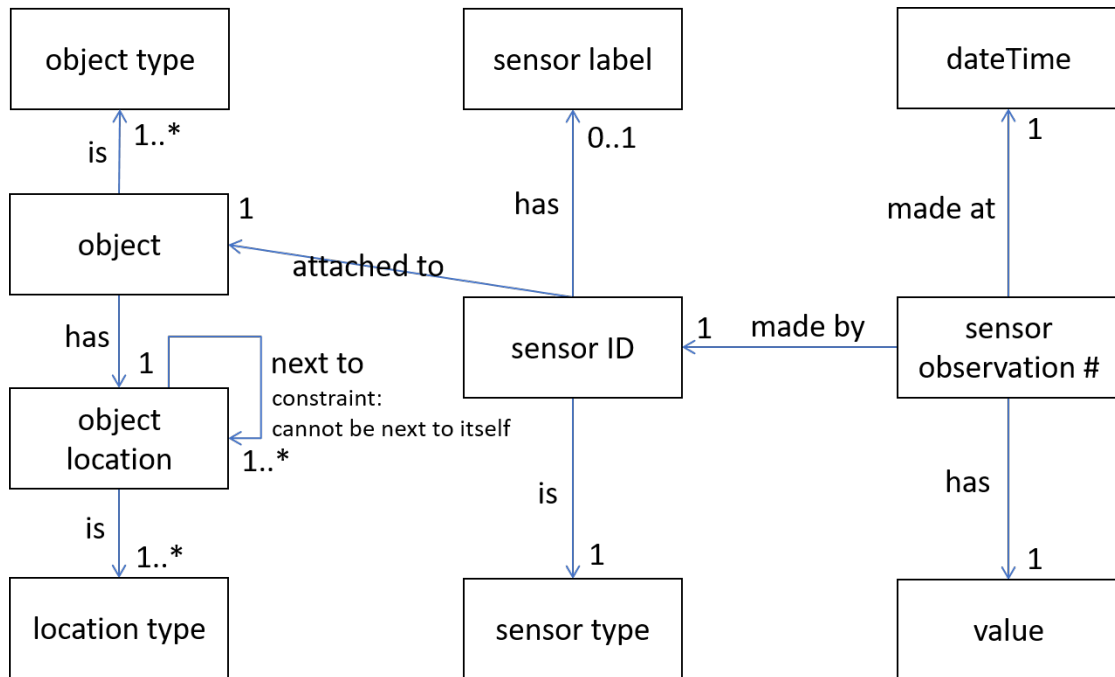 object type
sensor label
dateTime
1..*
0..1
1
is
has
made at
object
1
attached to
has
1
next to
constraint:
cannot be next to itself
1..*
object
location
sensor ID
1
made by
sensor
observation #
is
1..*
is
1
has
1
location type
sensor type
value